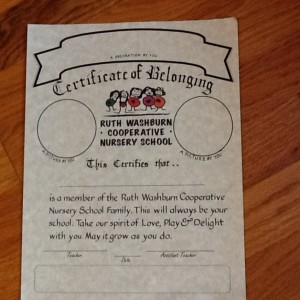 A DECORATION BY YOU
Certificate of Belonging
RUTH WASHBURN
· COOPERATIVE ·
NURSERY SCHOOL
A PICTURE BY YOU
A PICTURE BY YOU
This Certifies that . .
is a member of the Ruth Washburn Cooperative
Nursery School Family. This will always be your
school. Take our spirit of Love, Play & Delight
with you May it grow as you do.
Teacher
Date
Assistant Teacher